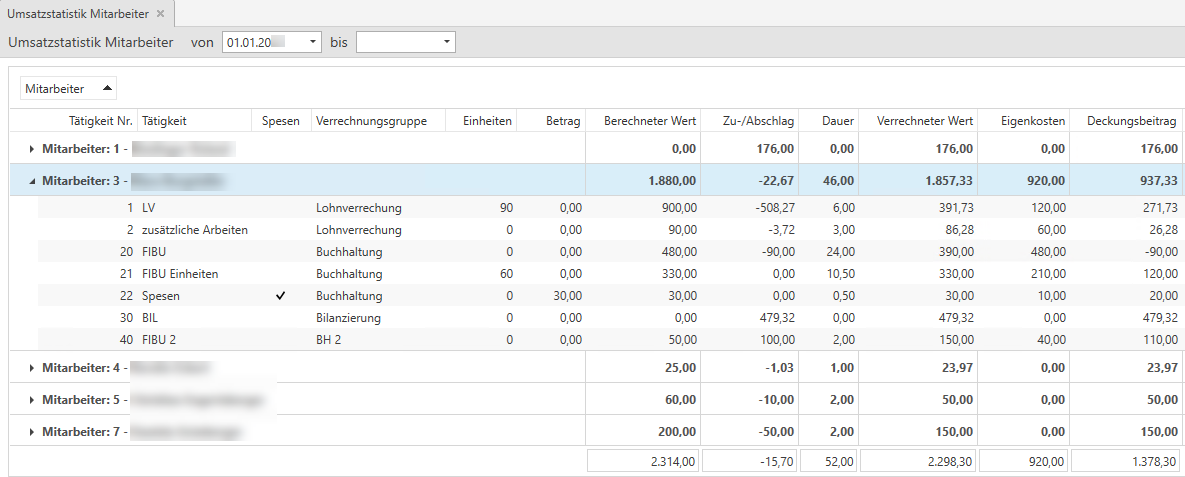 Umsatzstatistik Mitarbeiter ×
Umsatzstatistik Mitarbeiter von 01.01.20 bis
Mitarbeiter
Tätigkeit Nr. Tätigkeit Spesen Verrechnungsgruppe Einheiten Betrag Berechneter Wert Zu-/Abschlag Dauer Verrechneter Wert Eigenkosten Deckungsbeitrag
Mitarbeiter: 1 - 0,00 176,00 0,00 176,00 0,00 176,00
Mitarbeiter: 3 - 1.880,00 -22,67 46,00 1.857,33 920,00 937,33
1 LV Lohnverrechung 90 0,00 900,00 -508,27 6,00 391,73 120,00 271,73
2 zusätzliche Arbeiten Lohnverrechung 0 0,00 90,00 -3,72 3,00 86,28 60,00 26,28
20 FIBU Buchhaltung 0 0,00 480,00 -90,00 24,00 390,00 480,00 -90,00
21 FIBU Einheiten Buchhaltung 60 0,00 330,00 0,00 10,50 330,00 210,00 120,00
22 Spesen ✓ Buchhaltung 0 30,00 30,00 0,00 0,50 30,00 10,00 20,00
30 BIL Bilanzierung 0 0,00 0,00 479,32 0,00 479,32 0,00 479,32
40 FIBU 2 BH 2 0 0,00 50,00 100,00 2,00 150,00 40,00 110,00
Mitarbeiter: 4 - 25,00 -1,03 1,00 23,97 0,00 23,97
Mitarbeiter: 5 - 60,00 -10,00 2,00 50,00 0,00 50,00
Mitarbeiter: 7 - 200,00 -50,00 2,00 150,00 0,00 150,00
2.314,00 -15,70 52,00 2.298,30 920,00 1.378,30